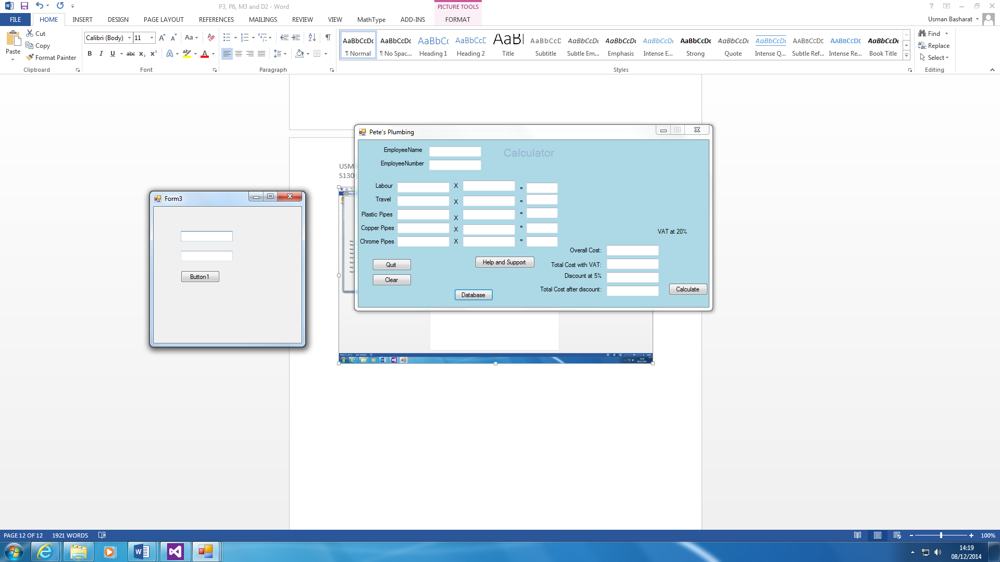 P3, P6, M3 and D2 - Word
PICTURE TOOLS
FILE HOME INSERT DESIGN PAGE LAYOUT REFERENCES MAILINGS REVIEW VIEW MathType ADD-INS FORMAT
Usman Basharat
Paste
Cut
Copy
Format Painter
Clipboard
Calibri (Body) 11
Font
Paragraph
AaBbCcDc AaBbCcDc AaBbCc AaBbCcD AaBl AaBbCcD AaBbCcDc AaBbCcDc AaBbCcDc AaBbCcDc AaBbCcDc AaBbCcDc AABBCCDE AABBCCDE AaBbCcDc
¶ Normal ¶ No Spac... Heading 1 Heading 2 Title Subtitle Subtle Em... Emphasis Intense E... Strong Quote Intense Q... Subtle Ref... Intense Re... Book Title
Styles
Find
Replace
Select
Editing
USM
S130
Form3
Button1
Pete's Plumbing
EmployeeName
Calculator
EmployeeNumber
Labour X =
Travel X =
Plastic Pipes X =
Copper Pipes X =
Chrome Pipes X =
VAT at 20%
Overall Cost:
Total Cost with VAT:
Discount at 5%
Total Cost after discount:
Quit
Clear
Help and Support
Database
Calculate
PAGE 12 OF 12 1921 WORDS
100%
14:19
08/12/2014